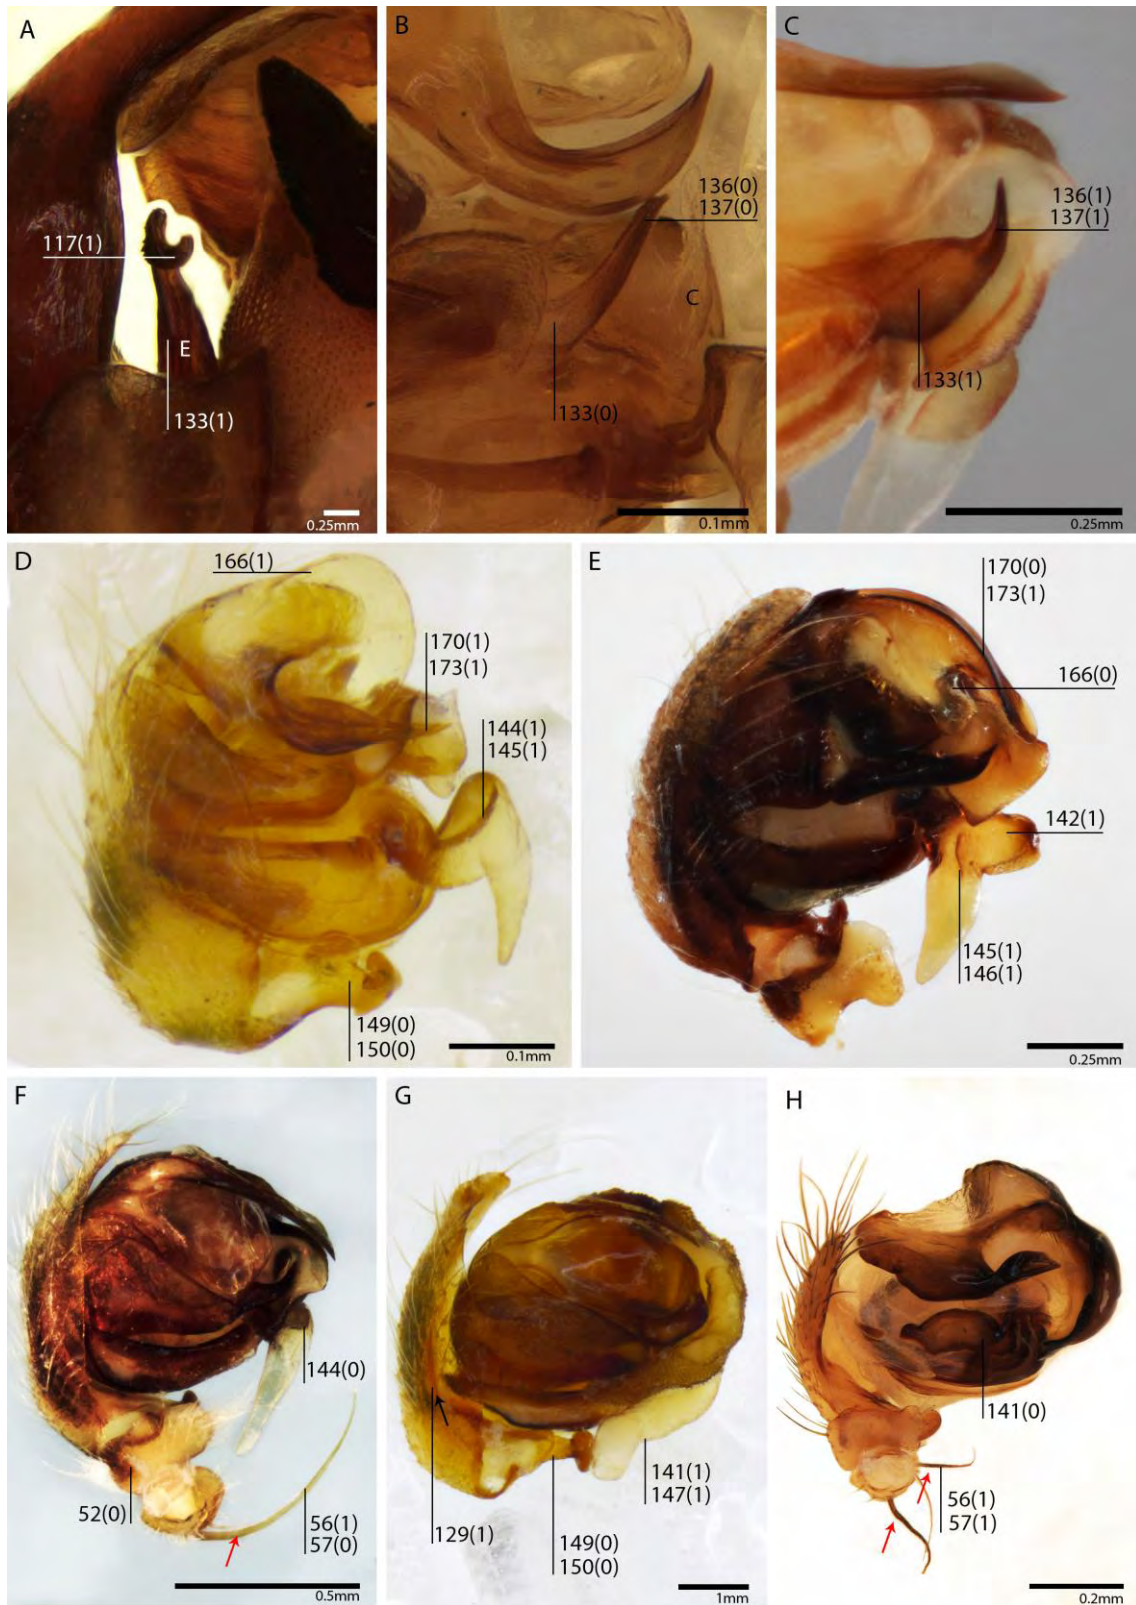 A
117(1)
E
133(1)
0.25mm
B
136(0)
137(0)
C
133(0)
0.1mm
C
136(1)
137(1)
133(1)
0.25mm
D
166(1)
170(1)
173(1)
144(1)
145(1)
149(0)
150(0)
0.1mm
E
170(0)
173(1)
166(0)
142(1)
145(1)
146(1)
0.25mm
F
144(0)
52(0)
56(1)
57(0)
0.5mm
G
129(1)
141(1)
147(1)
149(0)
150(0)
1mm
H
141(0)
56(1)
57(1)
0.2mm